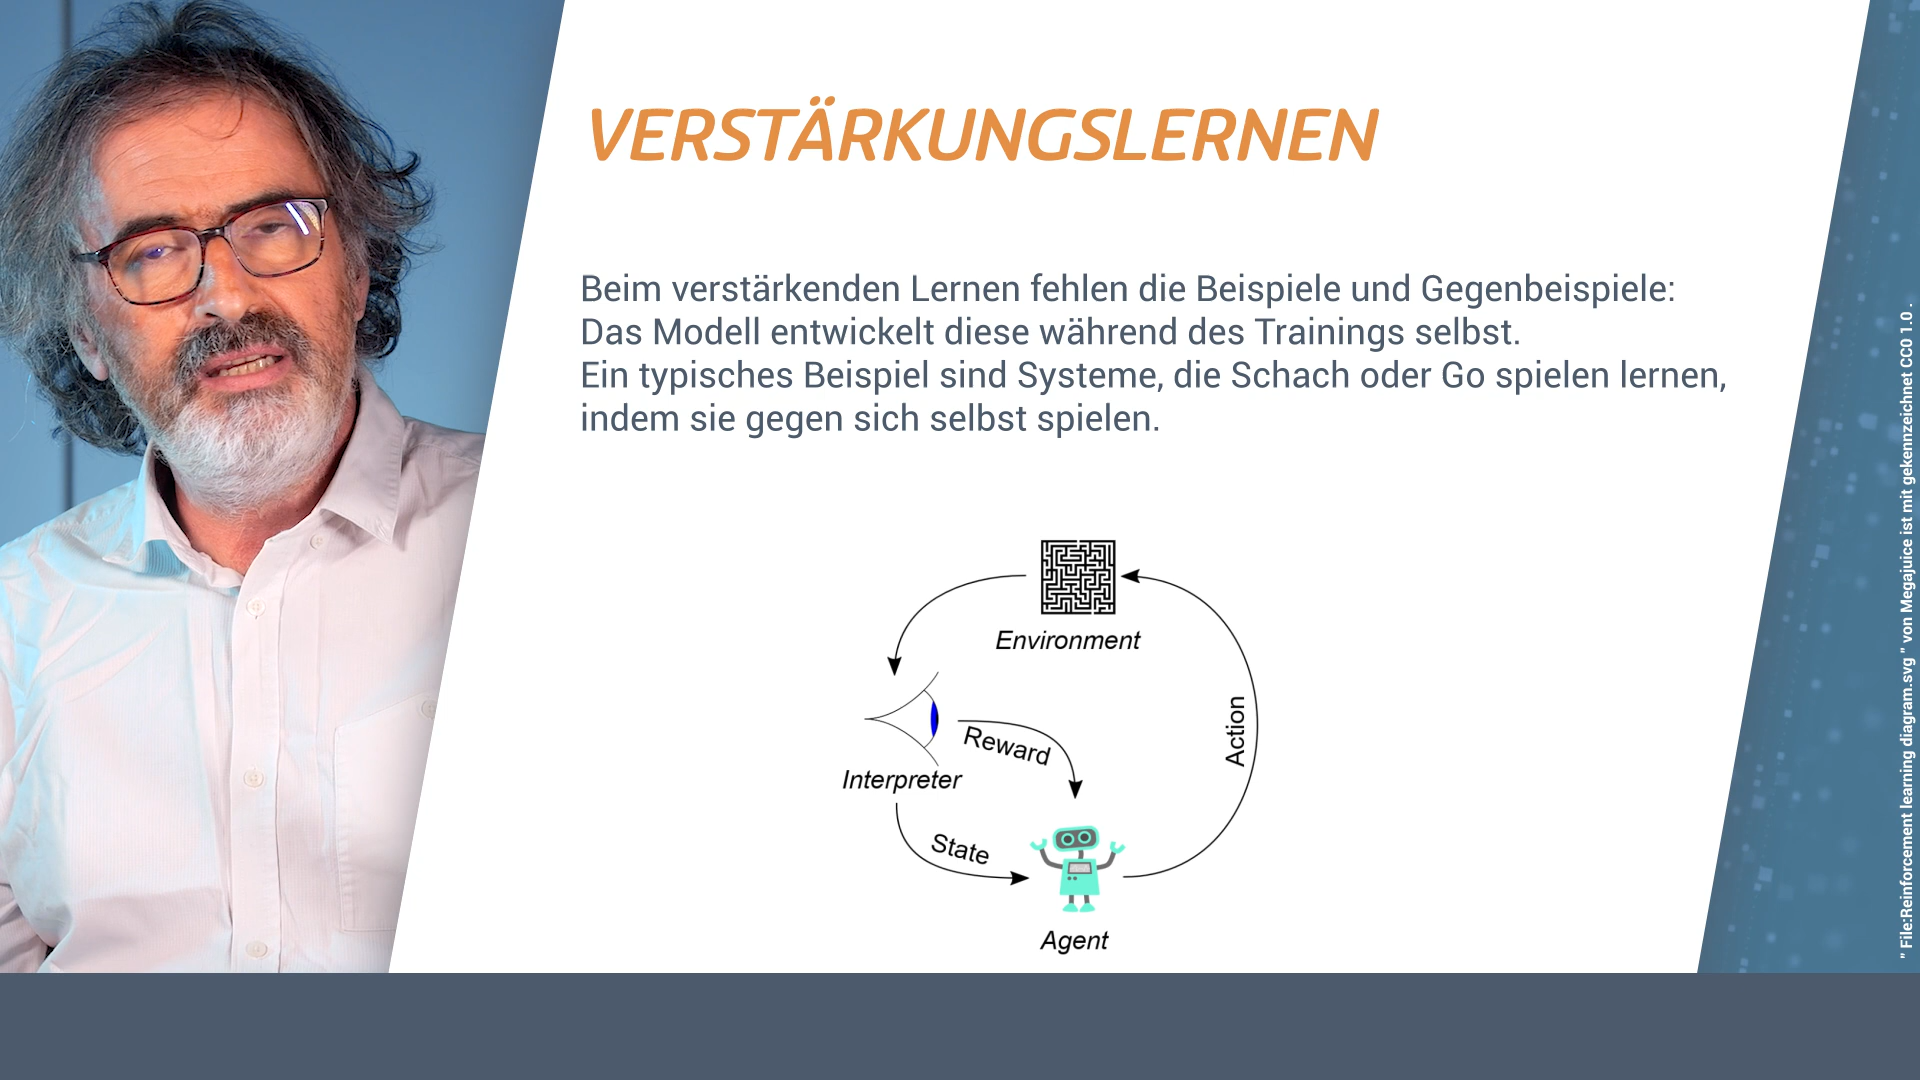 VERSTÄRKUNGSLERNEN
Beim verstärkenden Lernen fehlen die Beispiele und Gegenbeispiele:
Das Modell entwickelt diese während des Trainings selbst.
Ein typisches Beispiel sind Systeme, die Schach oder Go spielen lernen,
indem sie gegen sich selbst spielen.
Environment
Reward
Action
Interpreter
State
Agent
" File:Reinforcement learning diagram.svg " von Megajuice ist mit gekennzeichnet CC0 1.0 .